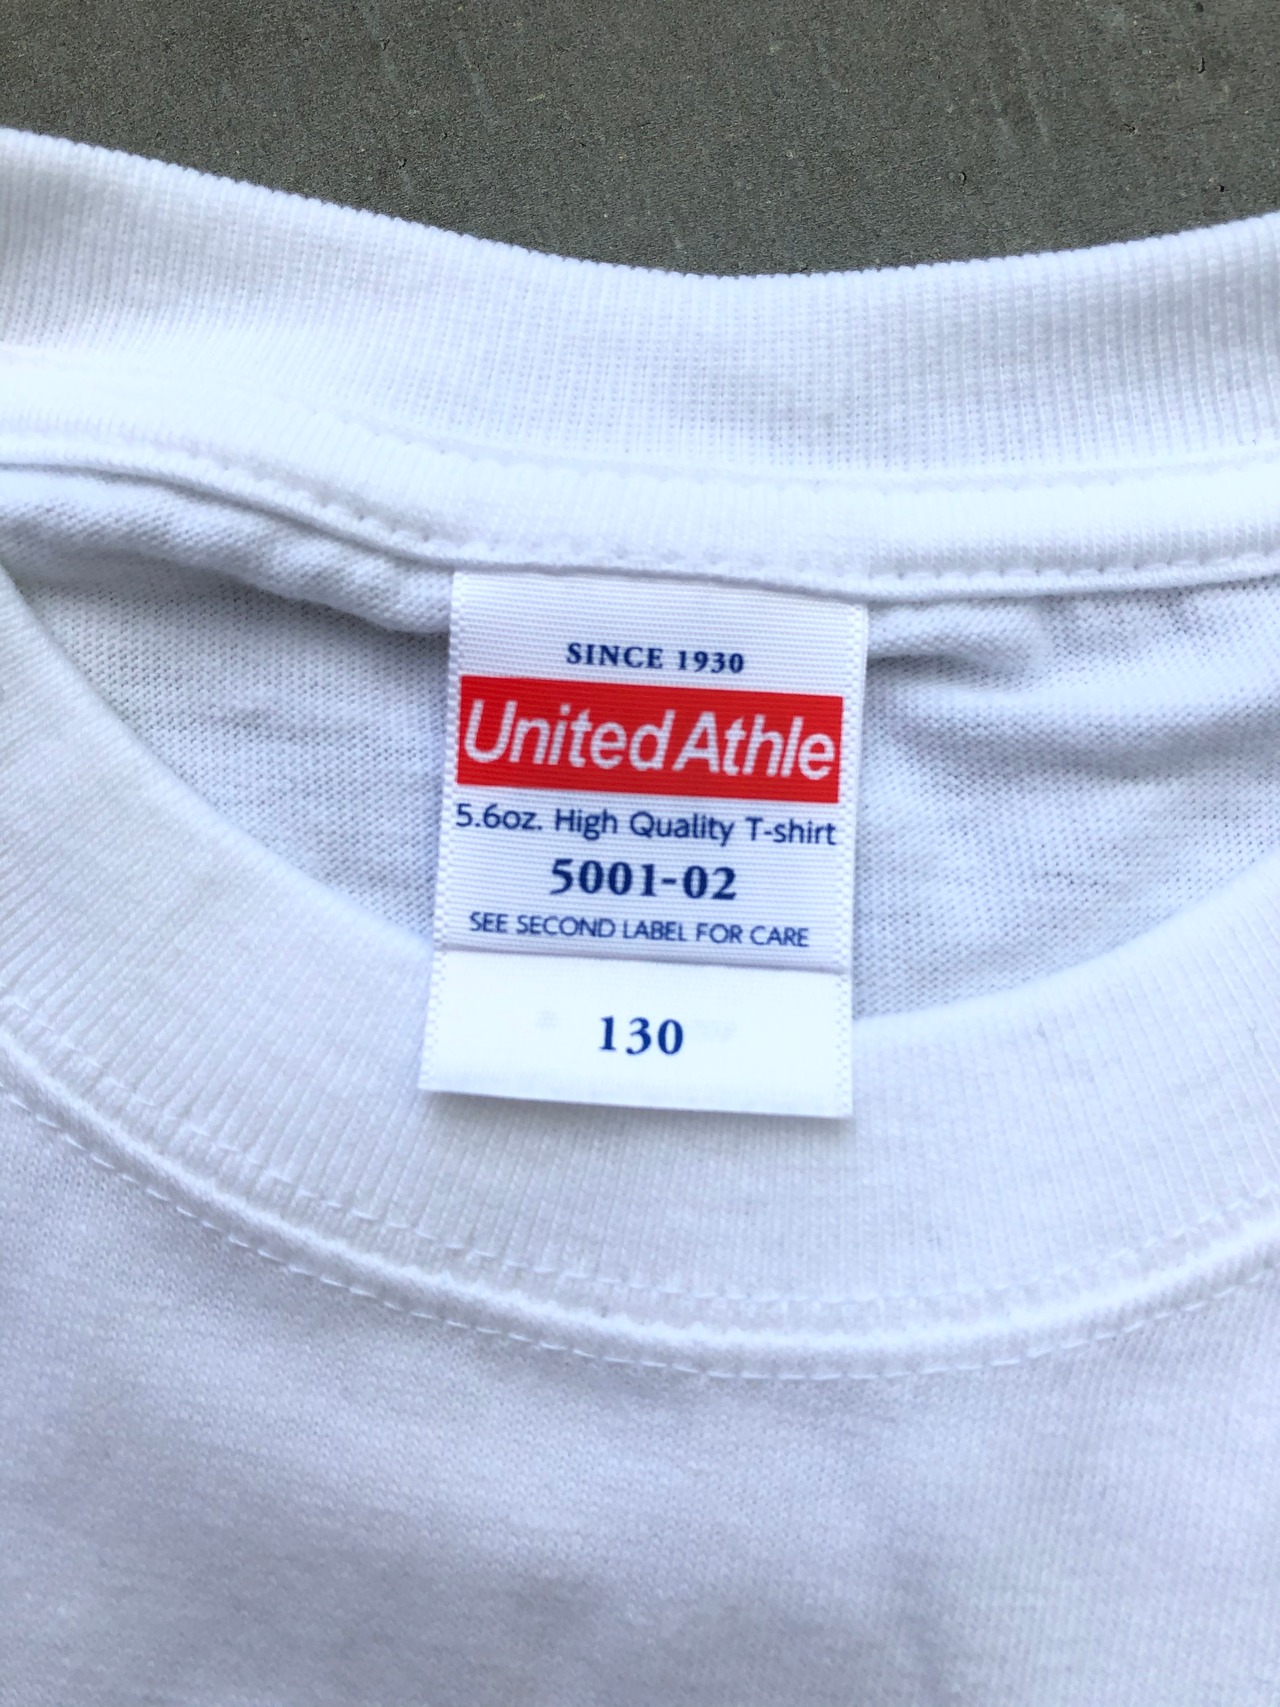 SINCE 1930
United Athle
5.6oz. High Quality T-shirt
5001-02
SEE SECOND LABEL FOR CARE
130